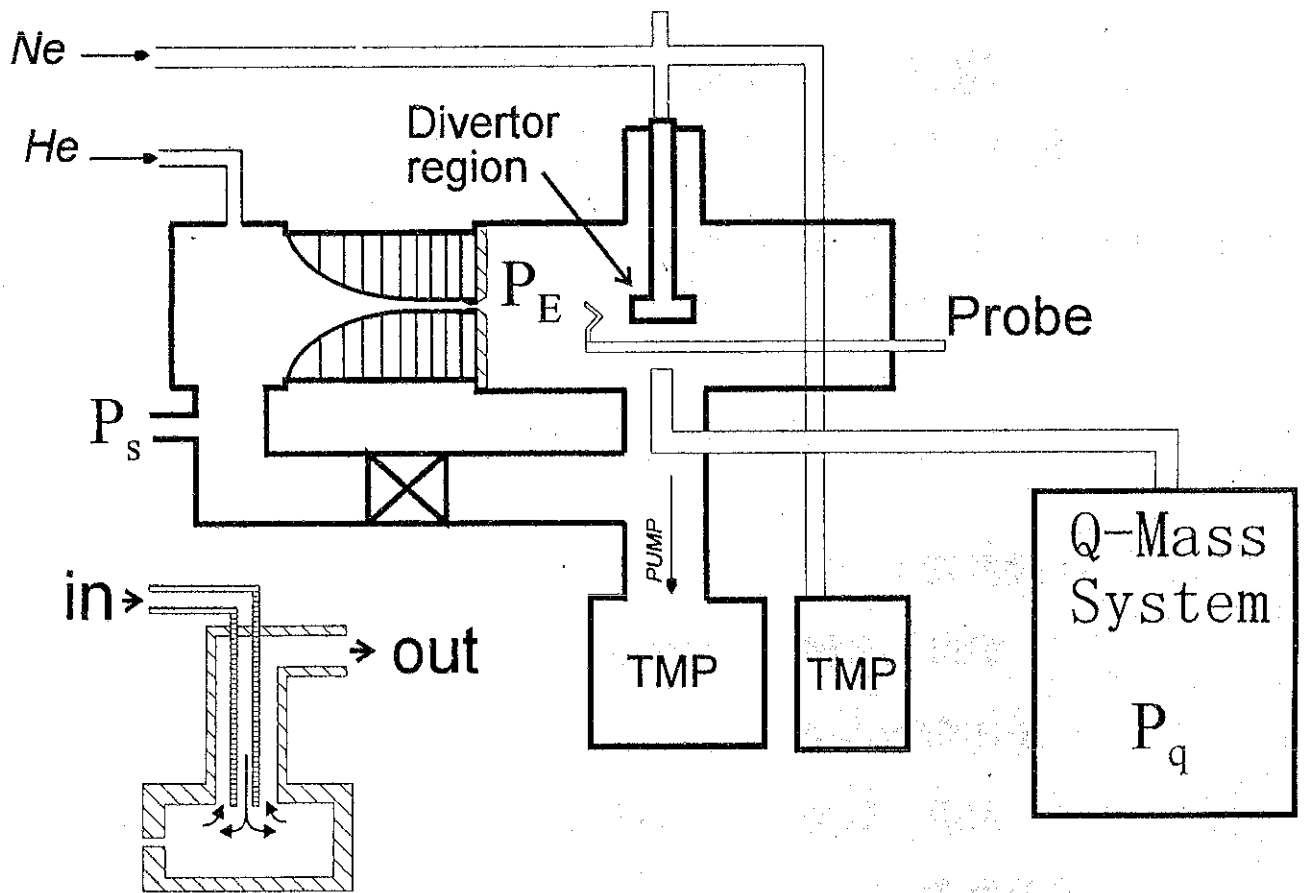 Ne
He
Divertor
region
P_E
Probe
P_s
PUMP
Q-Mass
System
in
out
TMP
TMP
P_q